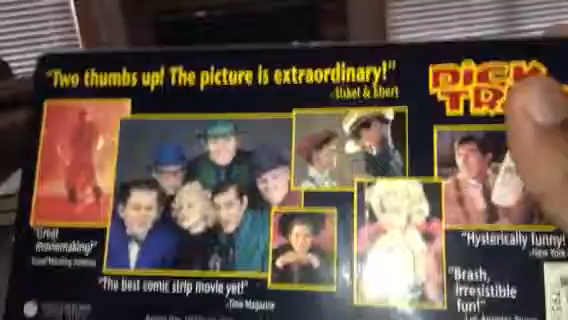 "Two thumbs up! The picture is extraordinary!"
-Siskel & Ebert
DICK
TR
"Great
moviemaking!"
"The best comic strip movie yet!"
-Time Magazine
"Hysterically funny!
-New York
"Brash,
irresistible
fun!"